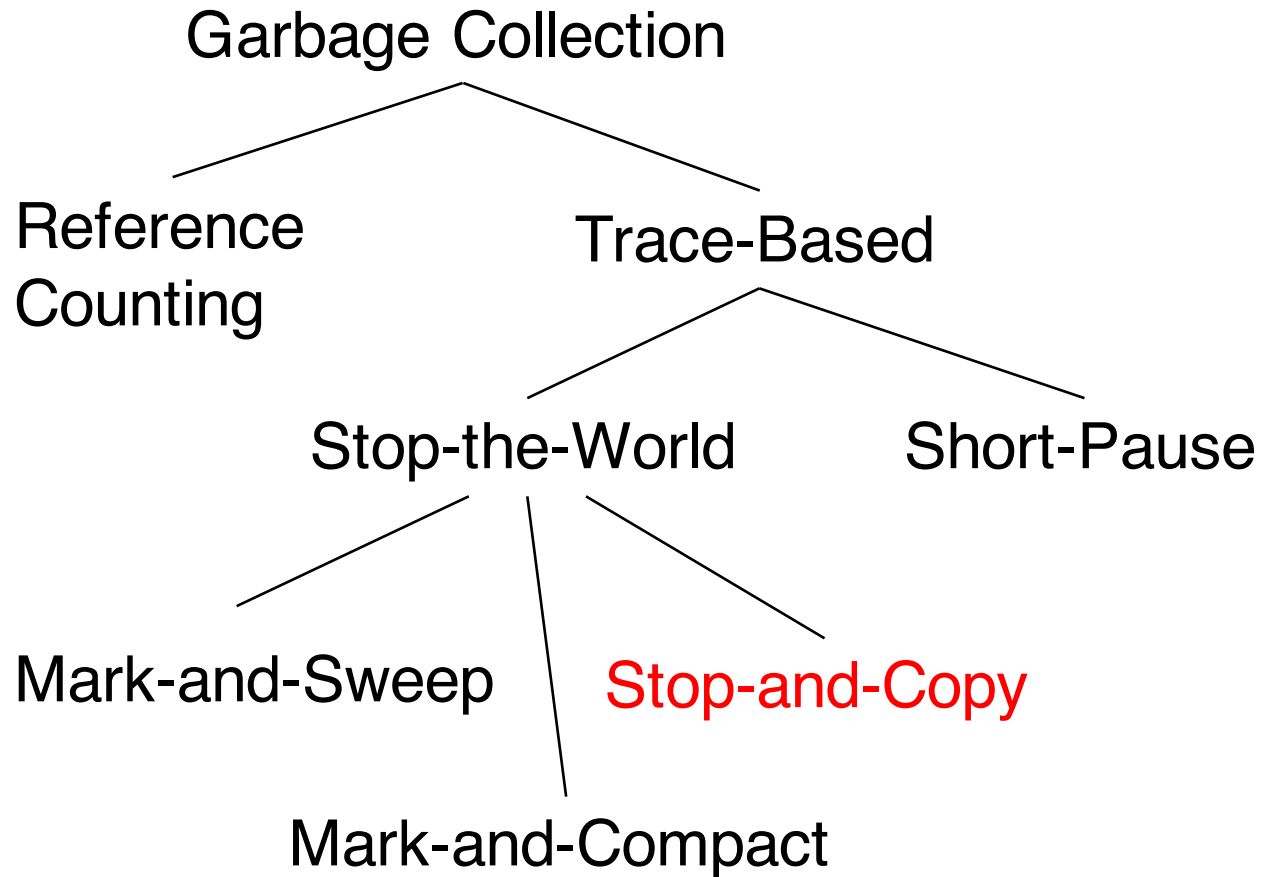 Garbage Collection
Reference
Counting
Trace-Based
Stop-the-World
Short-Pause
Mark-and-Sweep
Stop-and-Copy
Mark-and-Compact